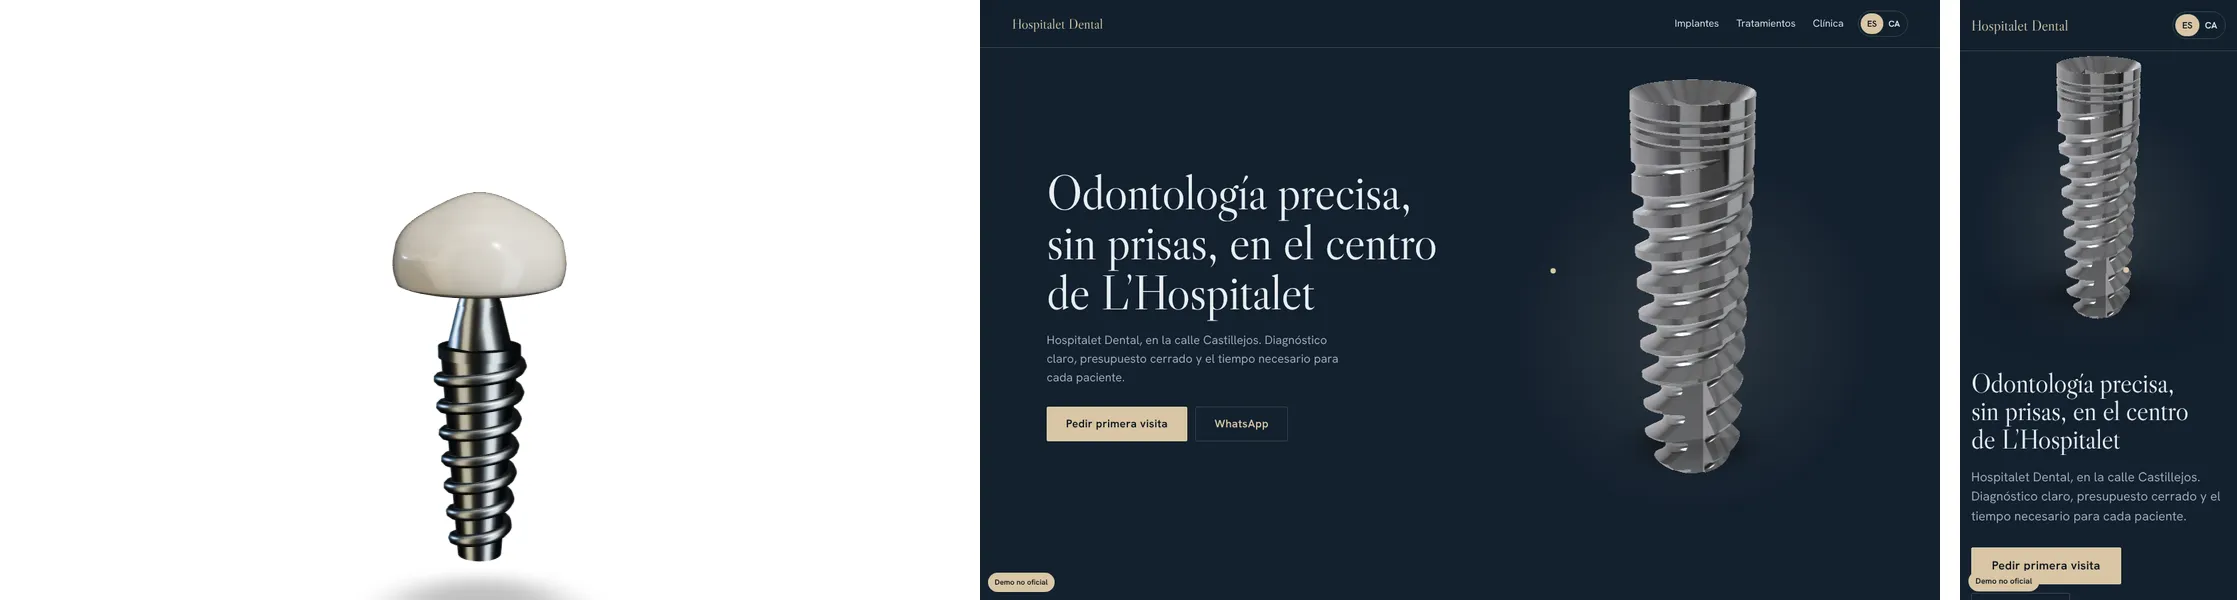 Hospitalet Dental
Implantes Tratamientos Clínica ES CA
Odontología precisa,
sin prisas, en el centro
de L’Hospitalet
Hospitalet Dental, en la calle Castillejos. Diagnóstico
claro, presupuesto cerrado y el tiempo necesario para
cada paciente.
Pedir primera visita WhatsApp
Demo no oficial
Hospitalet Dental ES CA
Odontología precisa,
sin prisas, en el centro
de L’Hospitalet
Hospitalet Dental, en la calle Castillejos.
Diagnóstico claro, presupuesto cerrado y el
tiempo necesario para cada paciente.
Pedir primera visita
Demo no oficial